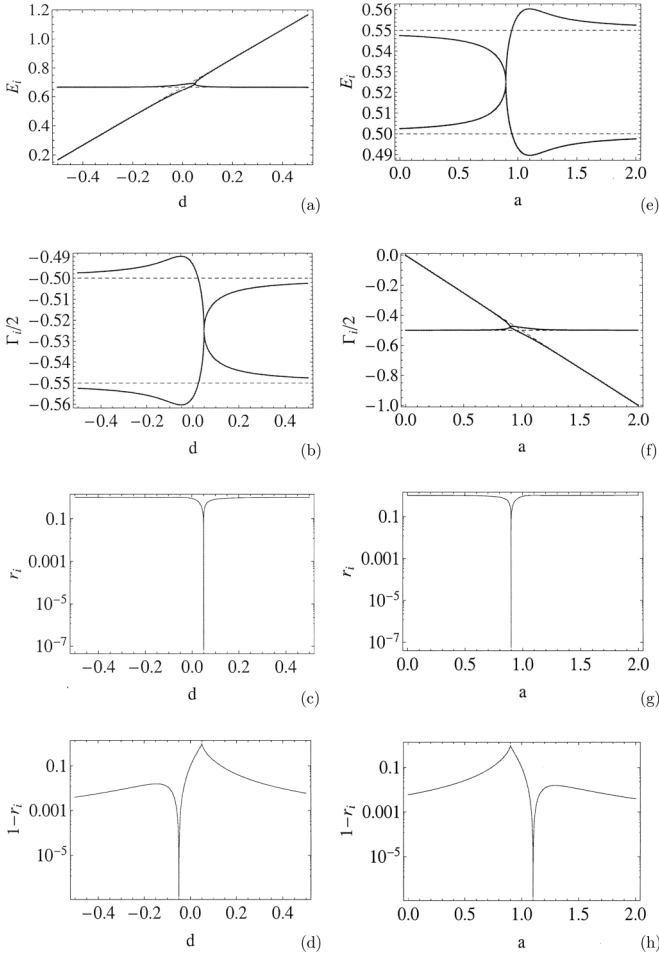 1.2
1.0
0.8
0.6
0.4
0.2
E_i
−0.4 −0.2 0.0 0.2 0.4
d
(a)
0.56
0.55
0.53
0.52
0.50
0.49
E_i
0.0 0.5 1.0 1.5 2.0
a
(e)
−0.49
−0.50
−0.51
−0.52
−0.54
−0.55
−0.56
Γ_i/2
−0.4 −0.2 0.0 0.2 0.4
d
(b)
0.0
−0.2
−0.4
−0.6
−0.8
−1.0
Γ_i/2
0.0 0.5 1.0 1.5 2.0
a
(f)
0.1
0.001
10^−5
10^−7
r_i
−0.4 −0.2 0.0 0.2 0.4
d
(c)
0.1
0.001
10^−5
10^−7
r_i
0.0 0.5 1.0 1.5 2.0
a
(g)
0.1
0.001
10^−5
1−r_i
−0.4 −0.2 0.0 0.2 0.4
d
(d)
0.1
0.001
10^−5
1−r_i
0.0 0.5 1.0 1.5 2.0
a
(h)